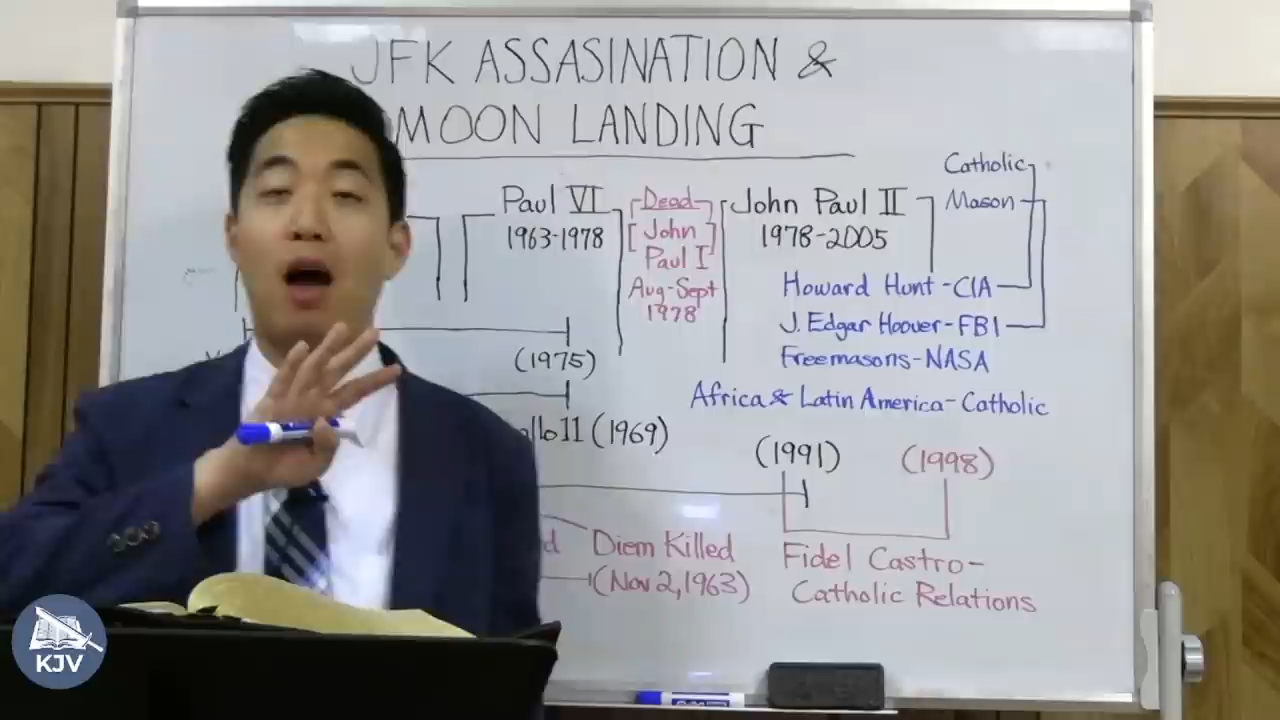 JFK ASSASINATION &
MOON LANDING
Catholic
Mason
Paul VI
1963-1978
Dead
John
Paul I
Aug-Sept
1978
John Paul II
1978-2005
Howard Hunt-CIA
J. Edgar Hoover-FBI
Freemasons-NASA
Africa & Latin America-Catholic
(1975)
11 (1969)
(1991)
(1998)
Diem Killed
(Nov 2, 1963)
Fidel Castro-
Catholic Relations
KJV